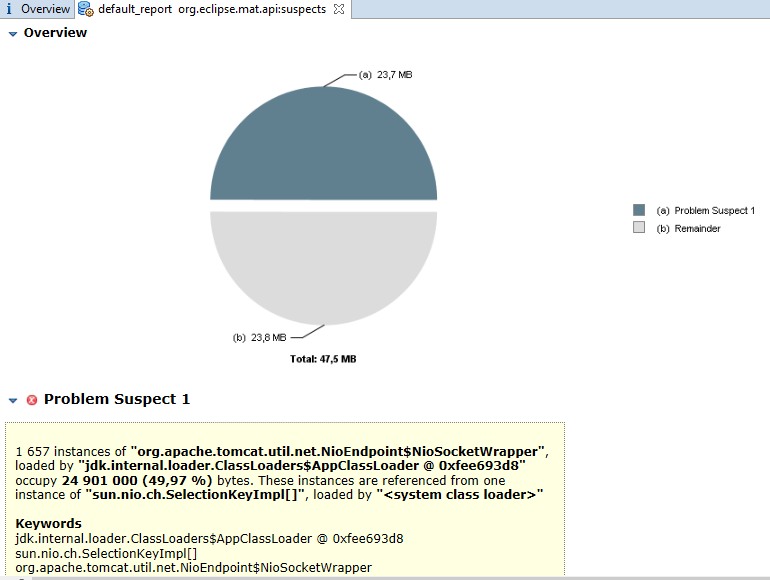 i Overview default_report org.eclipse.mat.api:suspects
Overview
(a) 23,7 MB
(a) Problem Suspect 1
(b) Remainder
(b) 23,8 MB
Total: 47,5 MB
Problem Suspect 1
1 657 instances of "org.apache.tomcat.util.net.NioEndpoint$NioSocketWrapper",
loaded by "jdk.internal.loader.ClassLoaders$AppClassLoader @ 0xfee693d8"
occupy 24 901 000 (49,97 %) bytes. These instances are referenced from one
instance of "sun.nio.ch.SelectionKeyImpl[]", loaded by "<system class loader>"
Keywords
jdk.internal.loader.ClassLoaders$AppClassLoader @ 0xfee693d8
sun.nio.ch.SelectionKeyImpl[]
org.apache.tomcat.util.net.NioEndpoint$NioSocketWrapper